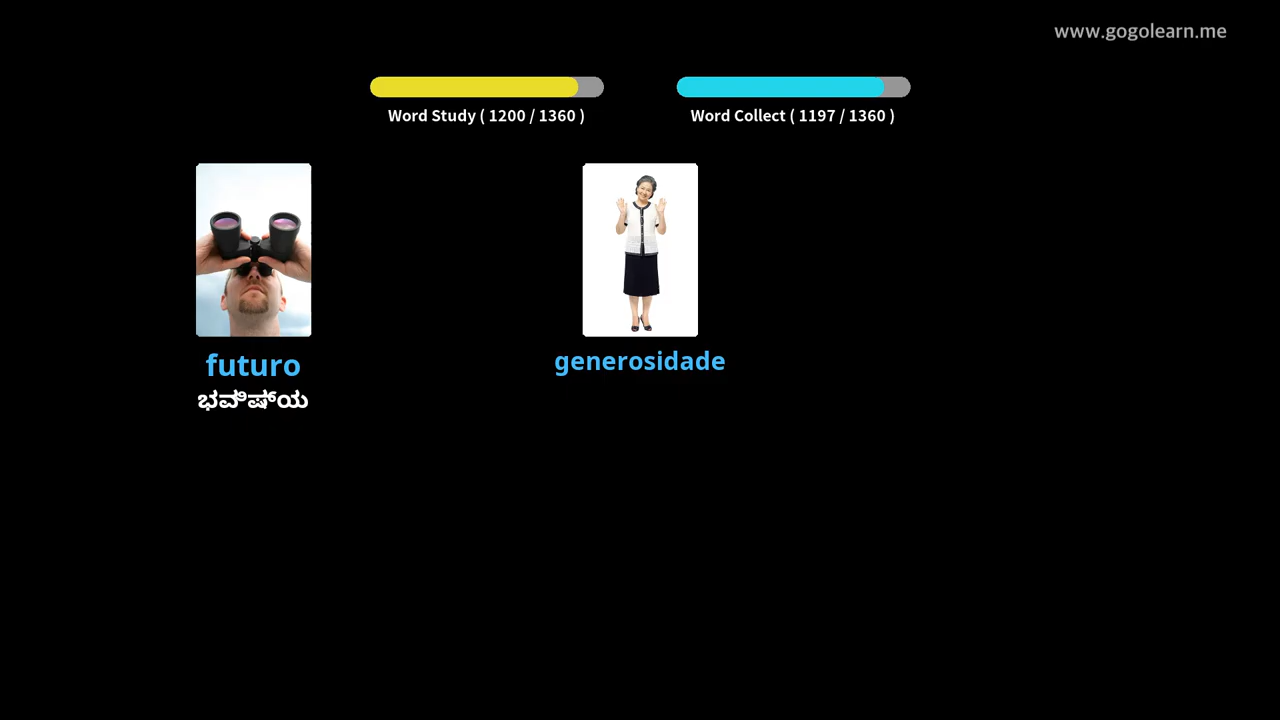 www.gogolearn.me
Word Study ( 1200 / 1360 )
Word Collect ( 1197 / 1360 )
futuro
ಭವಿಷ್ಯ
generosidade